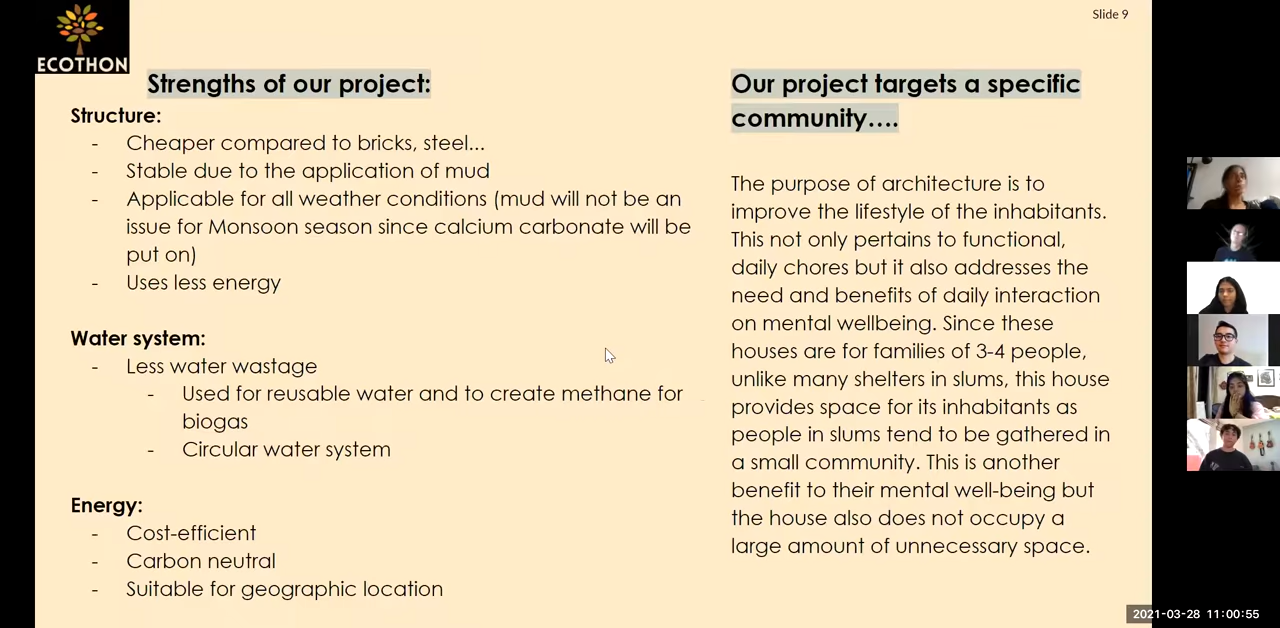 ECOTHON
Slide 9
Strengths of our project:
Structure:
- Cheaper compared to bricks, steel...
- Stable due to the application of mud
- Applicable for all weather conditions (mud will not be an
issue for Monsoon season since calcium carbonate will be
put on)
- Uses less energy
Water system:
- Less water wastage
- Used for reusable water and to create methane for
biogas
- Circular water system
Energy:
- Cost-efficient
- Carbon neutral
- Suitable for geographic location
Our project targets a specific
community....
The purpose of architecture is to
improve the lifestyle of the inhabitants.
This not only pertains to functional,
daily chores but it also addresses the
need and benefits of daily interaction
on mental wellbeing. Since these
houses are for families of 3-4 people,
unlike many shelters in slums, this house
provides space for its inhabitants as
people in slums tend to be gathered in
a small community. This is another
benefit to their mental well-being but
the house also does not occupy a
large amount of unnecessary space.
2021-03-28 11:00:55